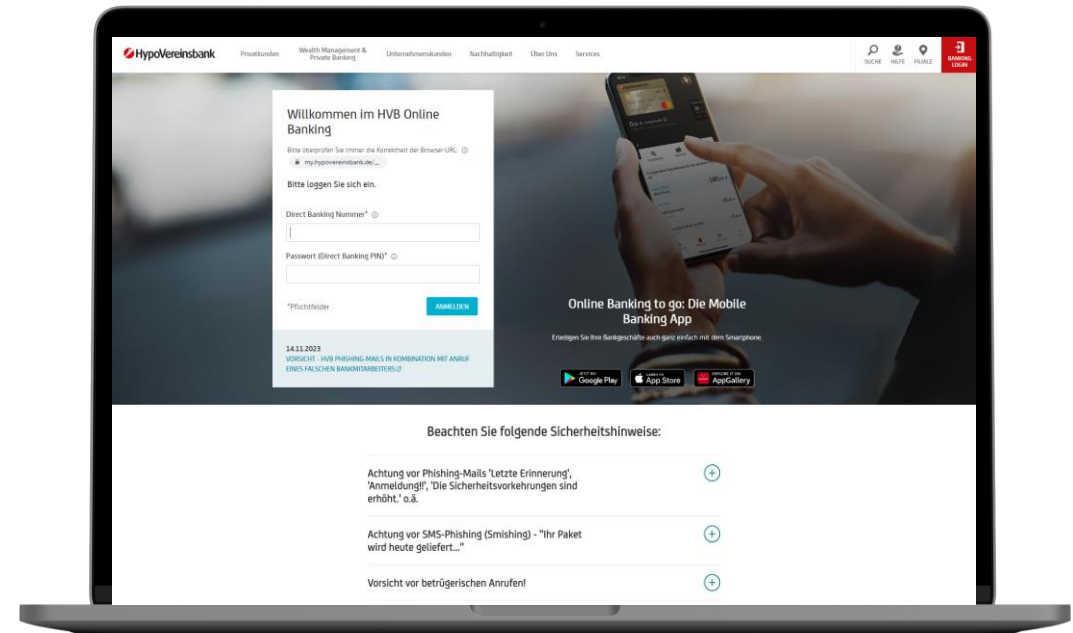 HypoVereinsbank
Privatkunden
Wealth Management &
Private Banking
Unternehmenskunden
Nachhaltigkeit
Über Uns
Services
SUCHE
HILFE
FILIALE
BANKING
LOGIN
Willkommen im HVB Online
Banking
Bitte überprüfen Sie immer die Korrektheit der Browser-URL:
my.hypovereinsbank.de/...
Bitte loggen Sie sich ein.
Direct Banking Nummer*
Passwort (Direct Banking PIN)*
*Pflichtfelder
ANMELDEN
14.11.2023
VORSICHT - HVB PHISHING-MAILS IN KOMBINATION MIT ANRUF
EINES FALSCHEN BANKMITARBEITERS
Online Banking to go: Die Mobile
Banking App
Erledigen Sie Ihre Bankgeschäfte auch ganz einfach mit dem Smartphone.
JETZT BEI
Google Play
App Store
EXPLORE IT ON
AppGallery
Beachten Sie folgende Sicherheitshinweise:
Achtung vor Phishing-Mails 'Letzte Erinnerung',
'Anmeldung!!', 'Die Sicherheitsvorkehrungen sind
erhöht.' o.ä.
Achtung vor SMS-Phishing (Smishing) - "Ihr Paket
wird heute geliefert..."
Vorsicht vor betrügerischen Anrufen!